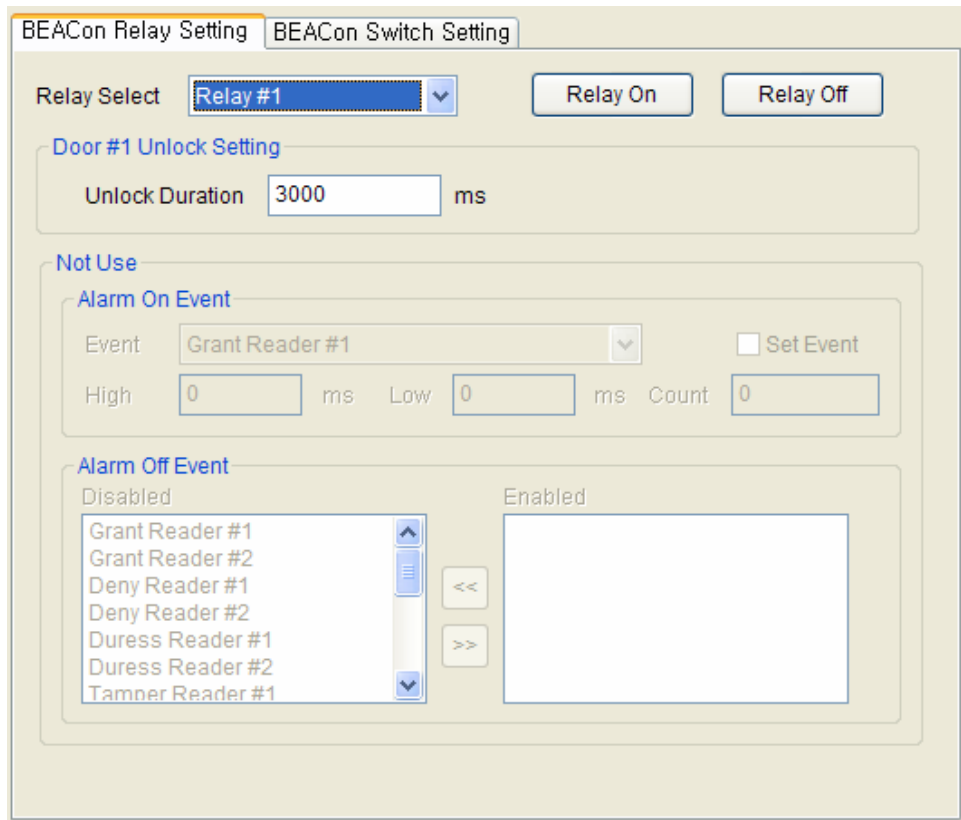 BEACon Relay Setting BEACon Switch Setting
Relay Select Relay #1 Relay On Relay Off
Door #1 Unlock Setting
Unlock Duration 3000 ms
Not Use
Alarm On Event
Event Grant Reader #1 Set Event
High 0 ms Low 0 ms Count 0
Alarm Off Event
Disabled Enabled
Grant Reader #1
Grant Reader #2
Deny Reader #1
Deny Reader #2
<<
Duress Reader #1
>>
Duress Reader #2
Tamper Reader #1